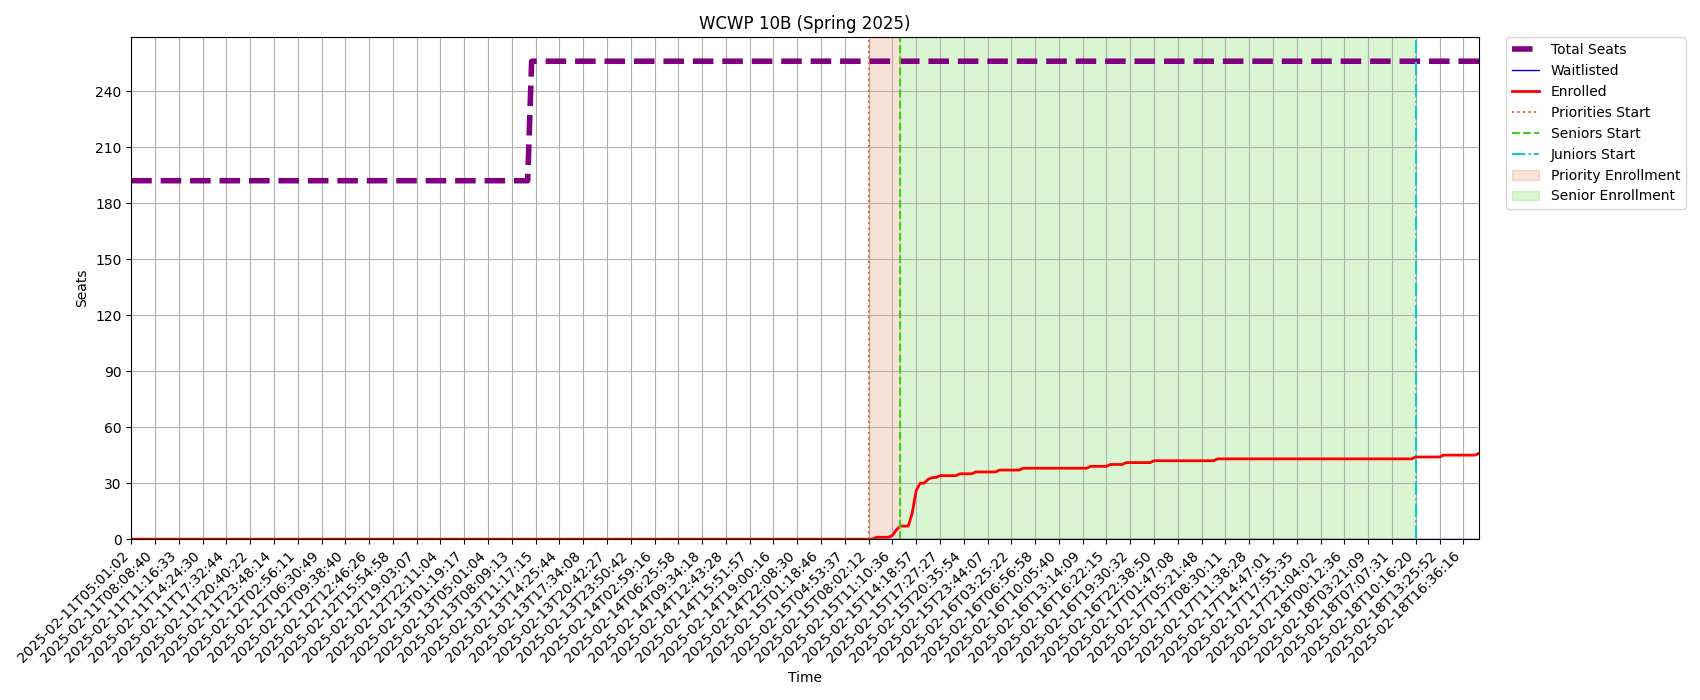 WCWP 10B (Spring 2025)
Total Seats
Waitlisted
Enrolled
Priorities Start
Seniors Start
Juniors Start
Priority Enrollment
Senior Enrollment
Seats
240
210
180
150
120
90
60
30
0
2025-02-11T05:01:02
2025-02-11T08:08:40
2025-02-11T11:16:33
2025-02-11T14:24:30
2025-02-11T17:32:44
2025-02-11T20:40:22
2025-02-11T23:48:14
2025-02-12T02:56:11
2025-02-12T06:30:49
2025-02-12T09:38:40
2025-02-12T12:46:26
2025-02-12T15:54:58
2025-02-12T19:03:07
2025-02-12T22:11:04
2025-02-13T01:19:17
2025-02-13T05:01:04
2025-02-13T08:09:13
2025-02-13T11:17:15
2025-02-13T14:25:44
2025-02-13T17:34:08
2025-02-13T20:42:27
2025-02-13T23:50:42
2025-02-14T02:59:16
2025-02-14T06:25:58
2025-02-14T09:34:18
2025-02-14T12:43:28
2025-02-14T15:51:57
2025-02-14T19:00:16
2025-02-14T22:08:30
2025-02-15T01:18:46
2025-02-15T04:53:37
2025-02-15T08:02:12
2025-02-15T11:10:36
2025-02-15T14:18:57
2025-02-15T17:27:27
2025-02-15T20:35:54
2025-02-15T23:44:07
2025-02-16T03:25:22
2025-02-16T06:56:58
2025-02-16T10:05:40
2025-02-16T13:14:09
2025-02-16T16:22:15
2025-02-16T19:30:32
2025-02-16T22:38:50
2025-02-17T01:47:08
2025-02-17T05:21:48
2025-02-17T08:30:11
2025-02-17T11:38:28
2025-02-17T14:47:01
2025-02-17T17:55:35
2025-02-17T21:04:02
2025-02-18T00:12:36
2025-02-18T03:21:09
2025-02-18T07:07:31
2025-02-18T10:16:20
2025-02-18T13:25:52
2025-02-18T16:36:16
Time